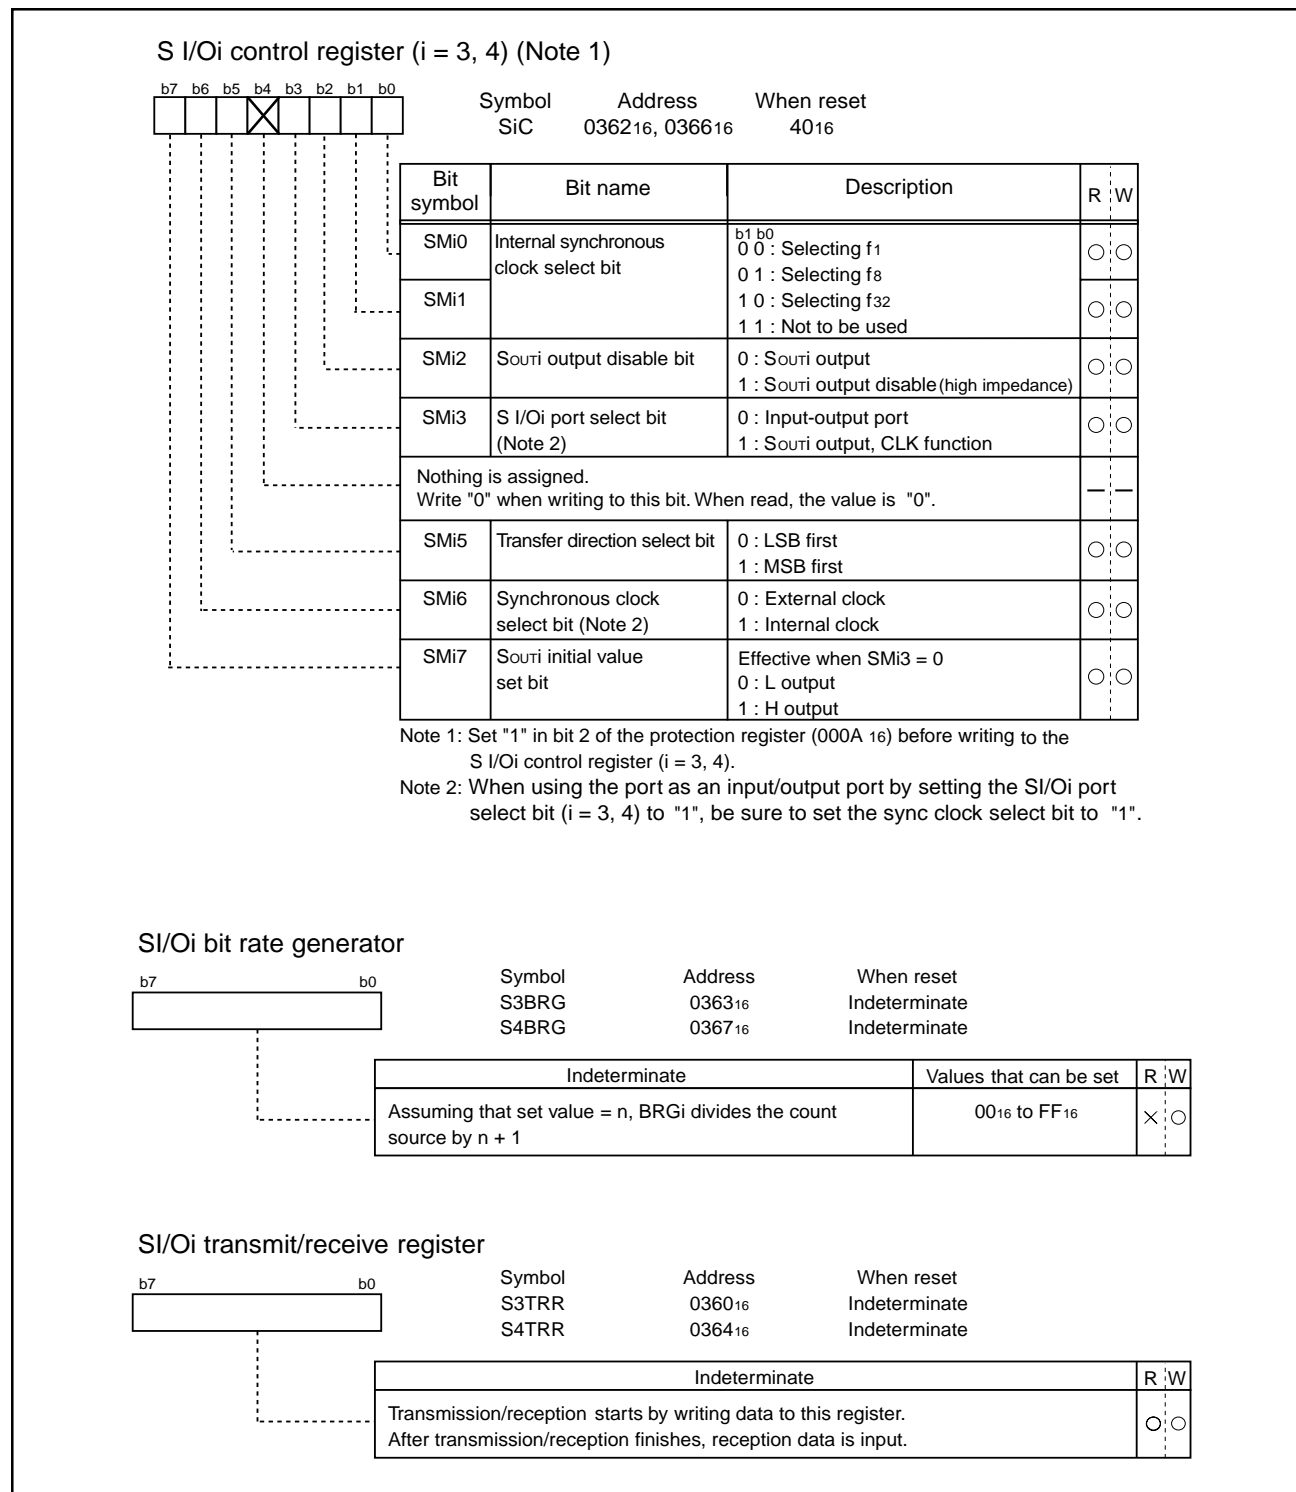 S I/Oi control register (i = 3, 4) (Note 1)
b7 b6 b5 b4 b3 b2 b1 b0
Symbol Address When reset
SiC 036216, 036616 4016
Bit symbol Bit name Description R W
SMi0 Internal synchronous clock select bit
b1 b0
0 0 : Selecting f1
0 1 : Selecting f8
SMi1
1 0 : Selecting f32
1 1 : Not to be used
SMi2 SOUTi output disable bit 0 : SOUTi output
1 : SOUTi output disable (high impedance)
SMi3 S I/Oi port select bit 0 : Input-output port
(Note 2) 1 : SOUTi output, CLK function
Nothing is assigned.
Write "0" when writing to this bit. When read, the value is "0".
SMi5 Transfer direction select bit 0 : LSB first
1 : MSB first
SMi6 Synchronous clock 0 : External clock
select bit (Note 2) 1 : Internal clock
SMi7 SOUTi initial value Effective when SMi3 = 0
set bit 0 : L output
1 : H output
Note 1: Set "1" in bit 2 of the protection register (000A 16) before writing to the
S I/Oi control register (i = 3, 4).
Note 2: When using the port as an input/output port by setting the SI/Oi port
select bit (i = 3, 4) to "1", be sure to set the sync clock select bit to "1".
SI/Oi bit rate generator
b7 b0
Symbol Address When reset
S3BRG 036316 Indeterminate
S4BRG 036716 Indeterminate
Indeterminate Values that can be set R W
Assuming that set value = n, BRGi divides the count 0016 to FF16
source by n + 1
SI/Oi transmit/receive register
b7 b0
Symbol Address When reset
S3TRR 036016 Indeterminate
S4TRR 036416 Indeterminate
Indeterminate R W
Transmission/reception starts by writing data to this register.
After transmission/reception finishes, reception data is input.